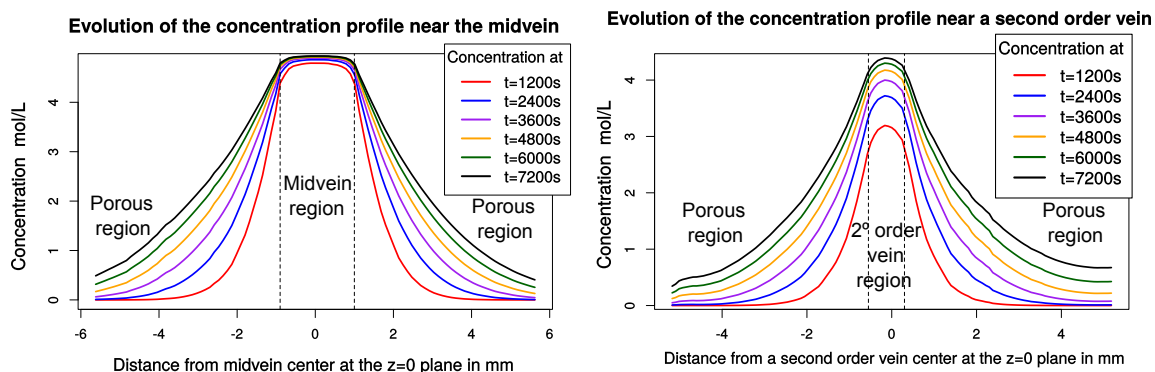 Evolution of the concentration profile near the midvein
Concentration mol/L
0
1
2
3
4
-6
-4
-2
0
2
4
6
Distance from midvein center at the z=0 plane in mm
Porous
region
Midvein
region
Porous
region
Concentration at
t=1200s
t=2400s
t=3600s
t=4800s
t=6000s
t=7200s
Evolution of the concentration profile near a second order vein
Concentration mol/L
0
1
2
3
4
-4
-2
0
2
4
Distance from a second order vein center at the z=0 plane in mm
Porous
region
2º order
vein
region
Porous
region
Concentration at
t=1200s
t=2400s
t=3600s
t=4800s
t=6000s
t=7200s